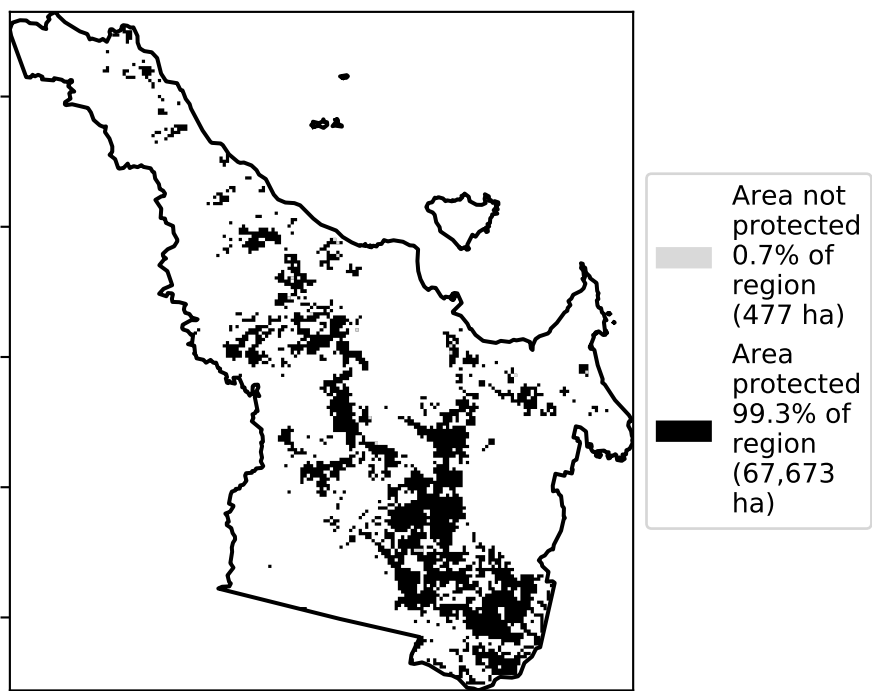 Area not
protected
0.7% of
region
(477 ha)
Area
protected
99.3% of
region
(67,673
ha)